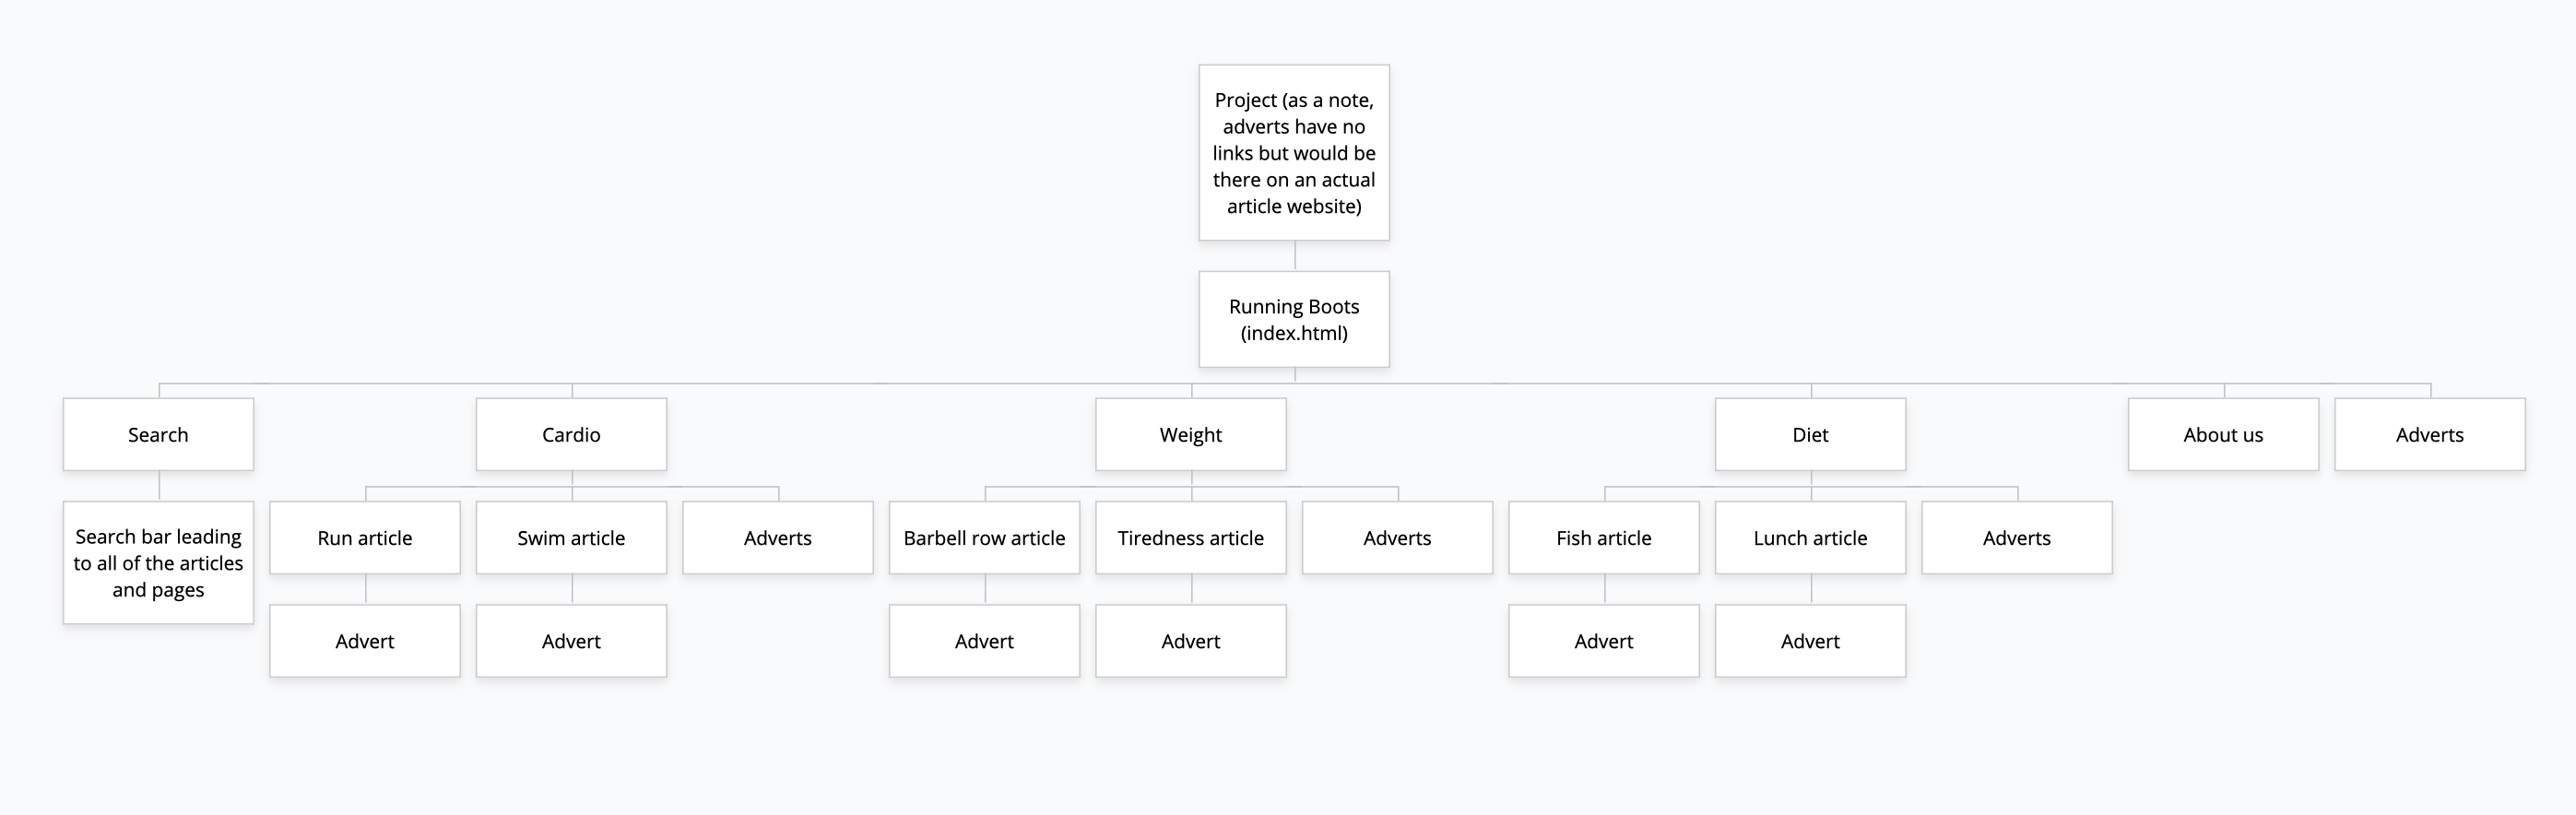 Project (as a note,
adverts have no
links but would be
there on an actual
article website)
Running Boots
(index.html)
Search
Cardio
Weight
Diet
About us
Adverts
Search bar leading
to all of the articles
and pages
Run article
Swim article
Adverts
Barbell row article
Tiredness article
Adverts
Fish article
Lunch article
Adverts
Advert
Advert
Advert
Advert
Advert
Advert